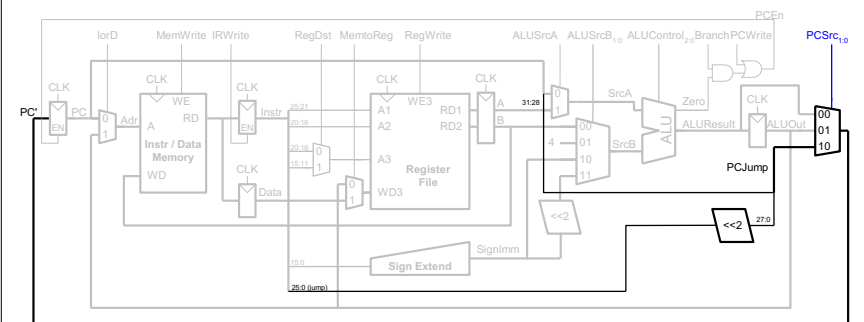 PCEn
IorD MemWrite IRWrite RegDst MemtoReg RegWrite ALUSrcA ALUSrcB1:0 ALUControl2:0 Branch PCWrite PCSrc1:0
CLK CLK CLK CLK CLK CLK
PC' PC EN 0 1 Adr A WE RD Instr / Data Memory WD
EN Instr Data
25:21 20:16 20:16 15:11 0 1 0 1
A1 A2 A3 WD3 WE3 RD1 RD2 Register File
A B 31:28 0 1 SrcA
4 00 01 10 11 SrcB
ALU Zero ALUResult ALUOut
00 01 10
PCJump
<<2 <<2 27:0
SignImm
15:0 Sign Extend
25:0 (jump)